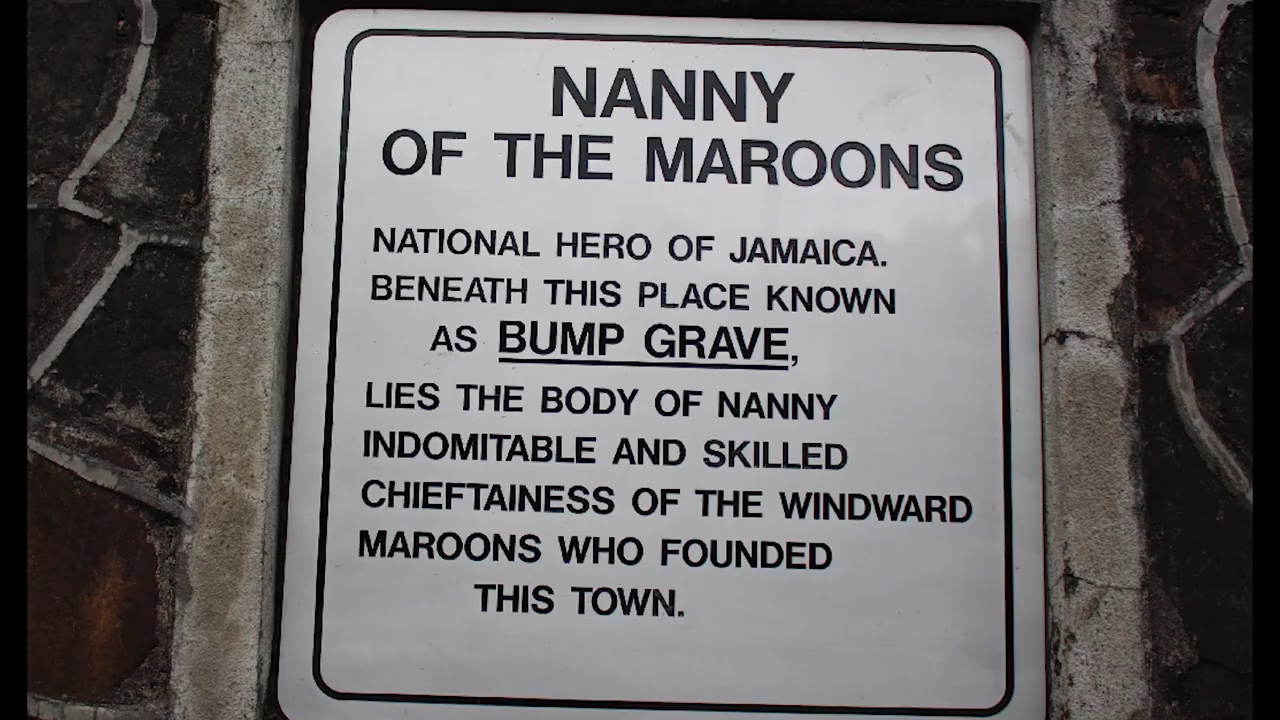 NANNY
OF THE MAROONS
NATIONAL HERO OF JAMAICA.
BENEATH THIS PLACE KNOWN
AS BUMP GRAVE,
LIES THE BODY OF NANNY
INDOMITABLE AND SKILLED
CHIEFTAINESS OF THE WINDWARD
MAROONS WHO FOUNDED
THIS TOWN.